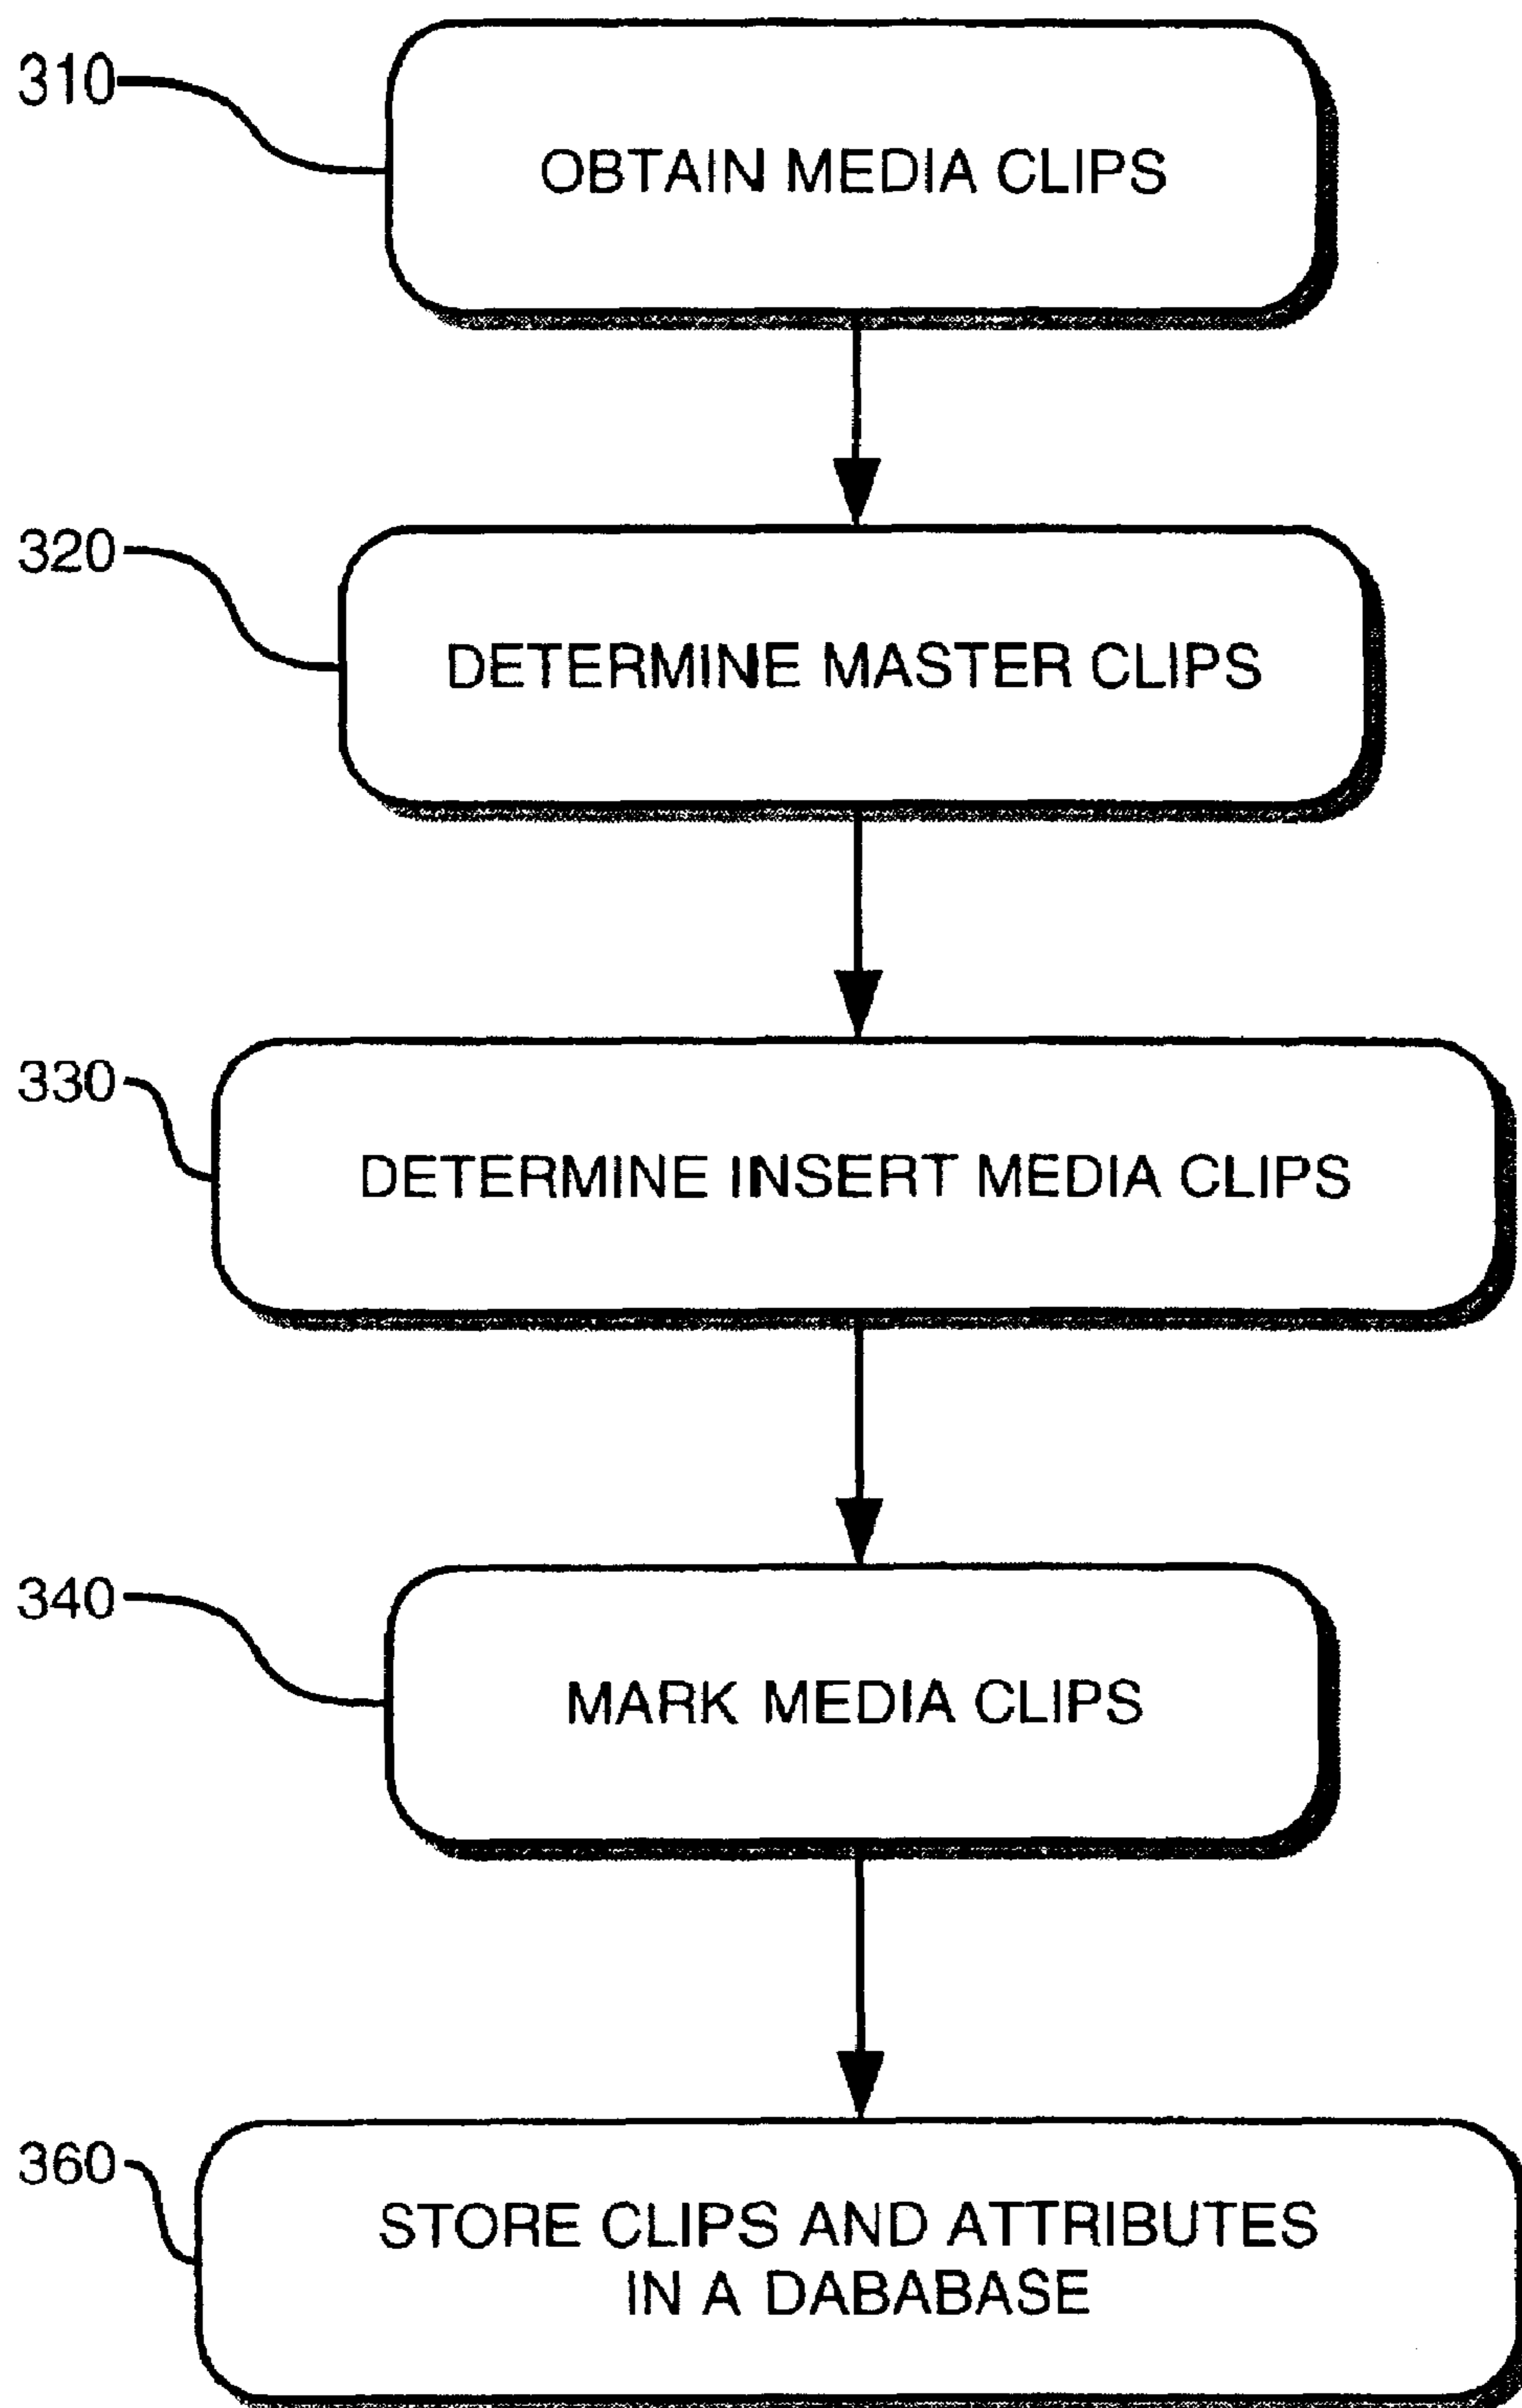 310
OBTAIN MEDIA CLIPS
320
DETERMINE MASTER CLIPS
330
DETERMINE INSERT MEDIA CLIPS
340
MARK MEDIA CLIPS
360
STORE CLIPS AND ATTRIBUTES
IN A DABABASE